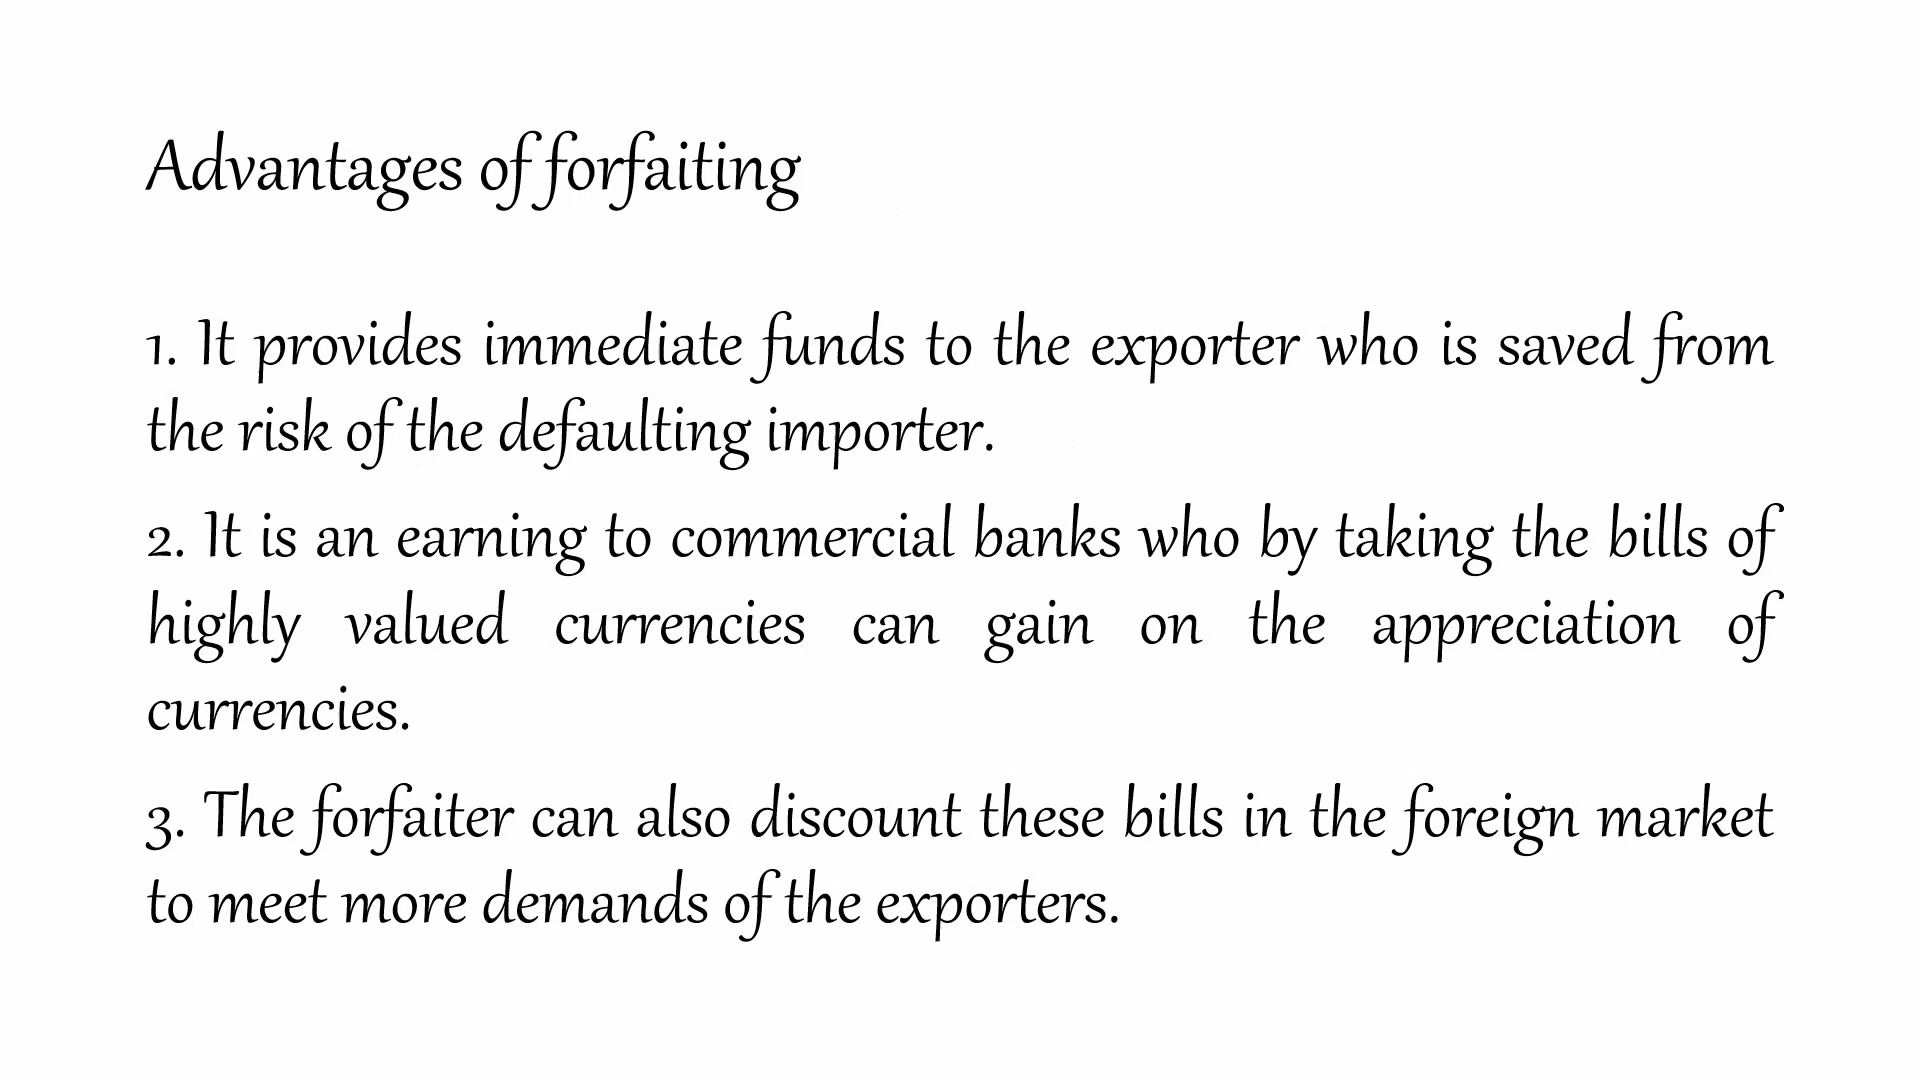 Advantages of forfaiting
1. It provides immediate funds to the exporter who is saved from
the risk of the defaulting importer.
2. It is an earning to commercial banks who by taking the bills of
highly valued currencies can gain on the appreciation of
currencies.
3. The forfaiter can also discount these bills in the foreign market
to meet more demands of the exporters.